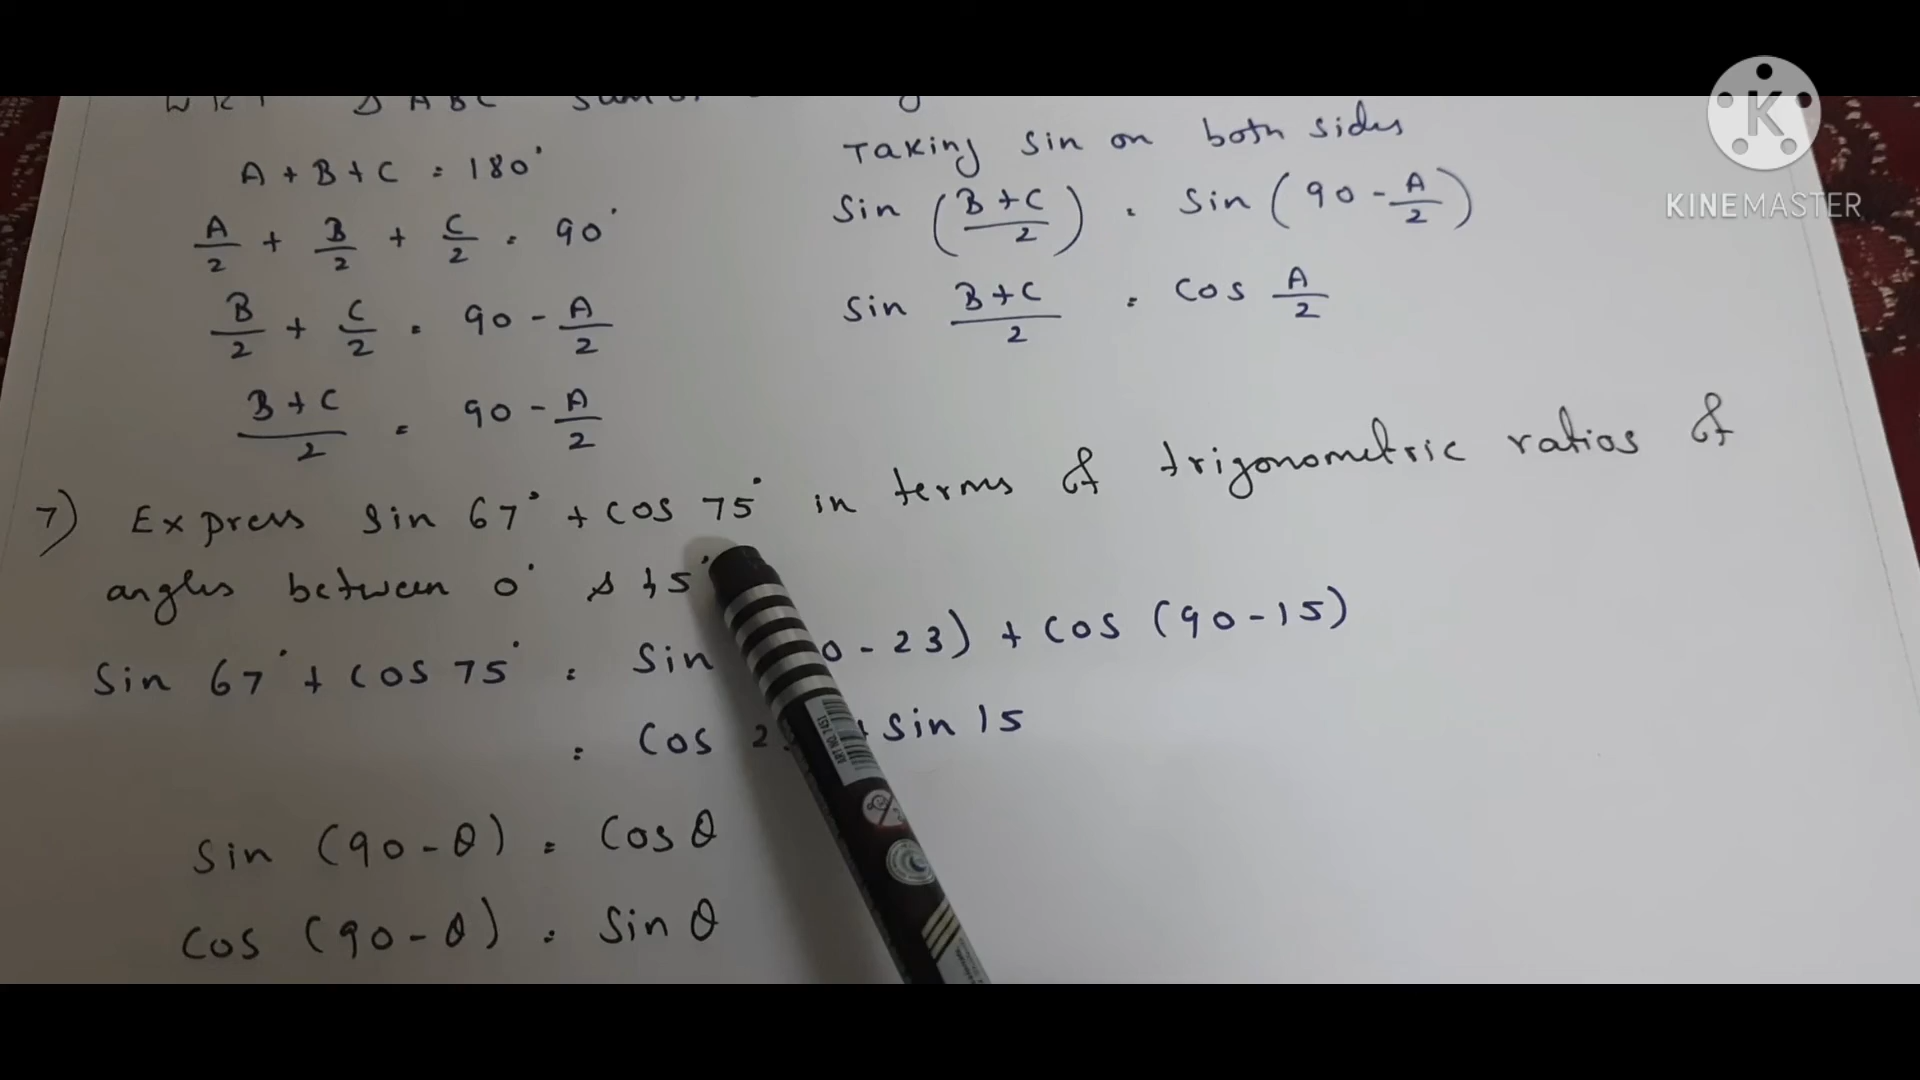 A + B + C = 180°
A/2 + B/2 + C/2 = 90°
B/2 + C/2 = 90 - A/2
B+C/2 = 90 - A/2
Taking sin on both sides
Sin (B+C/2) = Sin (90 - A/2)
Sin B+C/2 = Cos A/2
7) Express Sin 67° + Cos 75° in terms of trigonometric ratios of
angles between 0° & 45°
Sin 67° + Cos 75° = Sin 0 - 23) + Cos (90 - 15)
= Cos 2 Sin 15
Sin (90 - θ) = Cos θ
Cos (90 - θ) = Sin θ
K
KINEMASTER